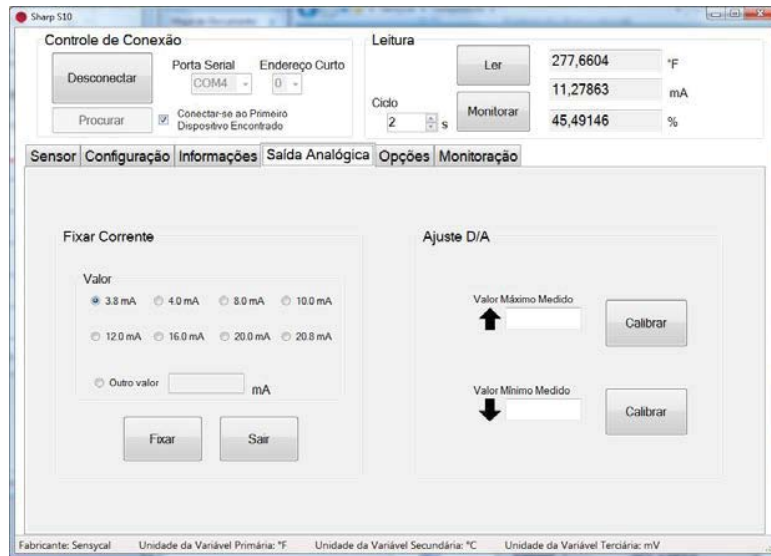 Sharp S10
Controle de Conexão
Leitura
Desconectar
Porta Serial
Endereço Curto
COM4
0
Procurar
Conectar-se ao Primeiro
Dispositivo Encontrado
Ciclo
2
s
Ler
Monitorar
277,6604
°F
11,27863
mA
45,49146
%
Sensor
Configuração
Informações
Saída Analógica
Opções
Monitoração
Fixar Corrente
Valor
3.8 mA
4.0 mA
8.0 mA
10.0 mA
12.0 mA
16.0 mA
20.0 mA
20.8 mA
Outro valor
mA
Fixar
Sair
Ajuste D/A
Valor Máximo Medido
Calibrar
Valor Mínimo Medido
Calibrar
Fabricante: Sensycal
Unidade da Variável Primária: °F
Unidade da Variável Secundária: °C
Unidade da Variável Terciária: mV